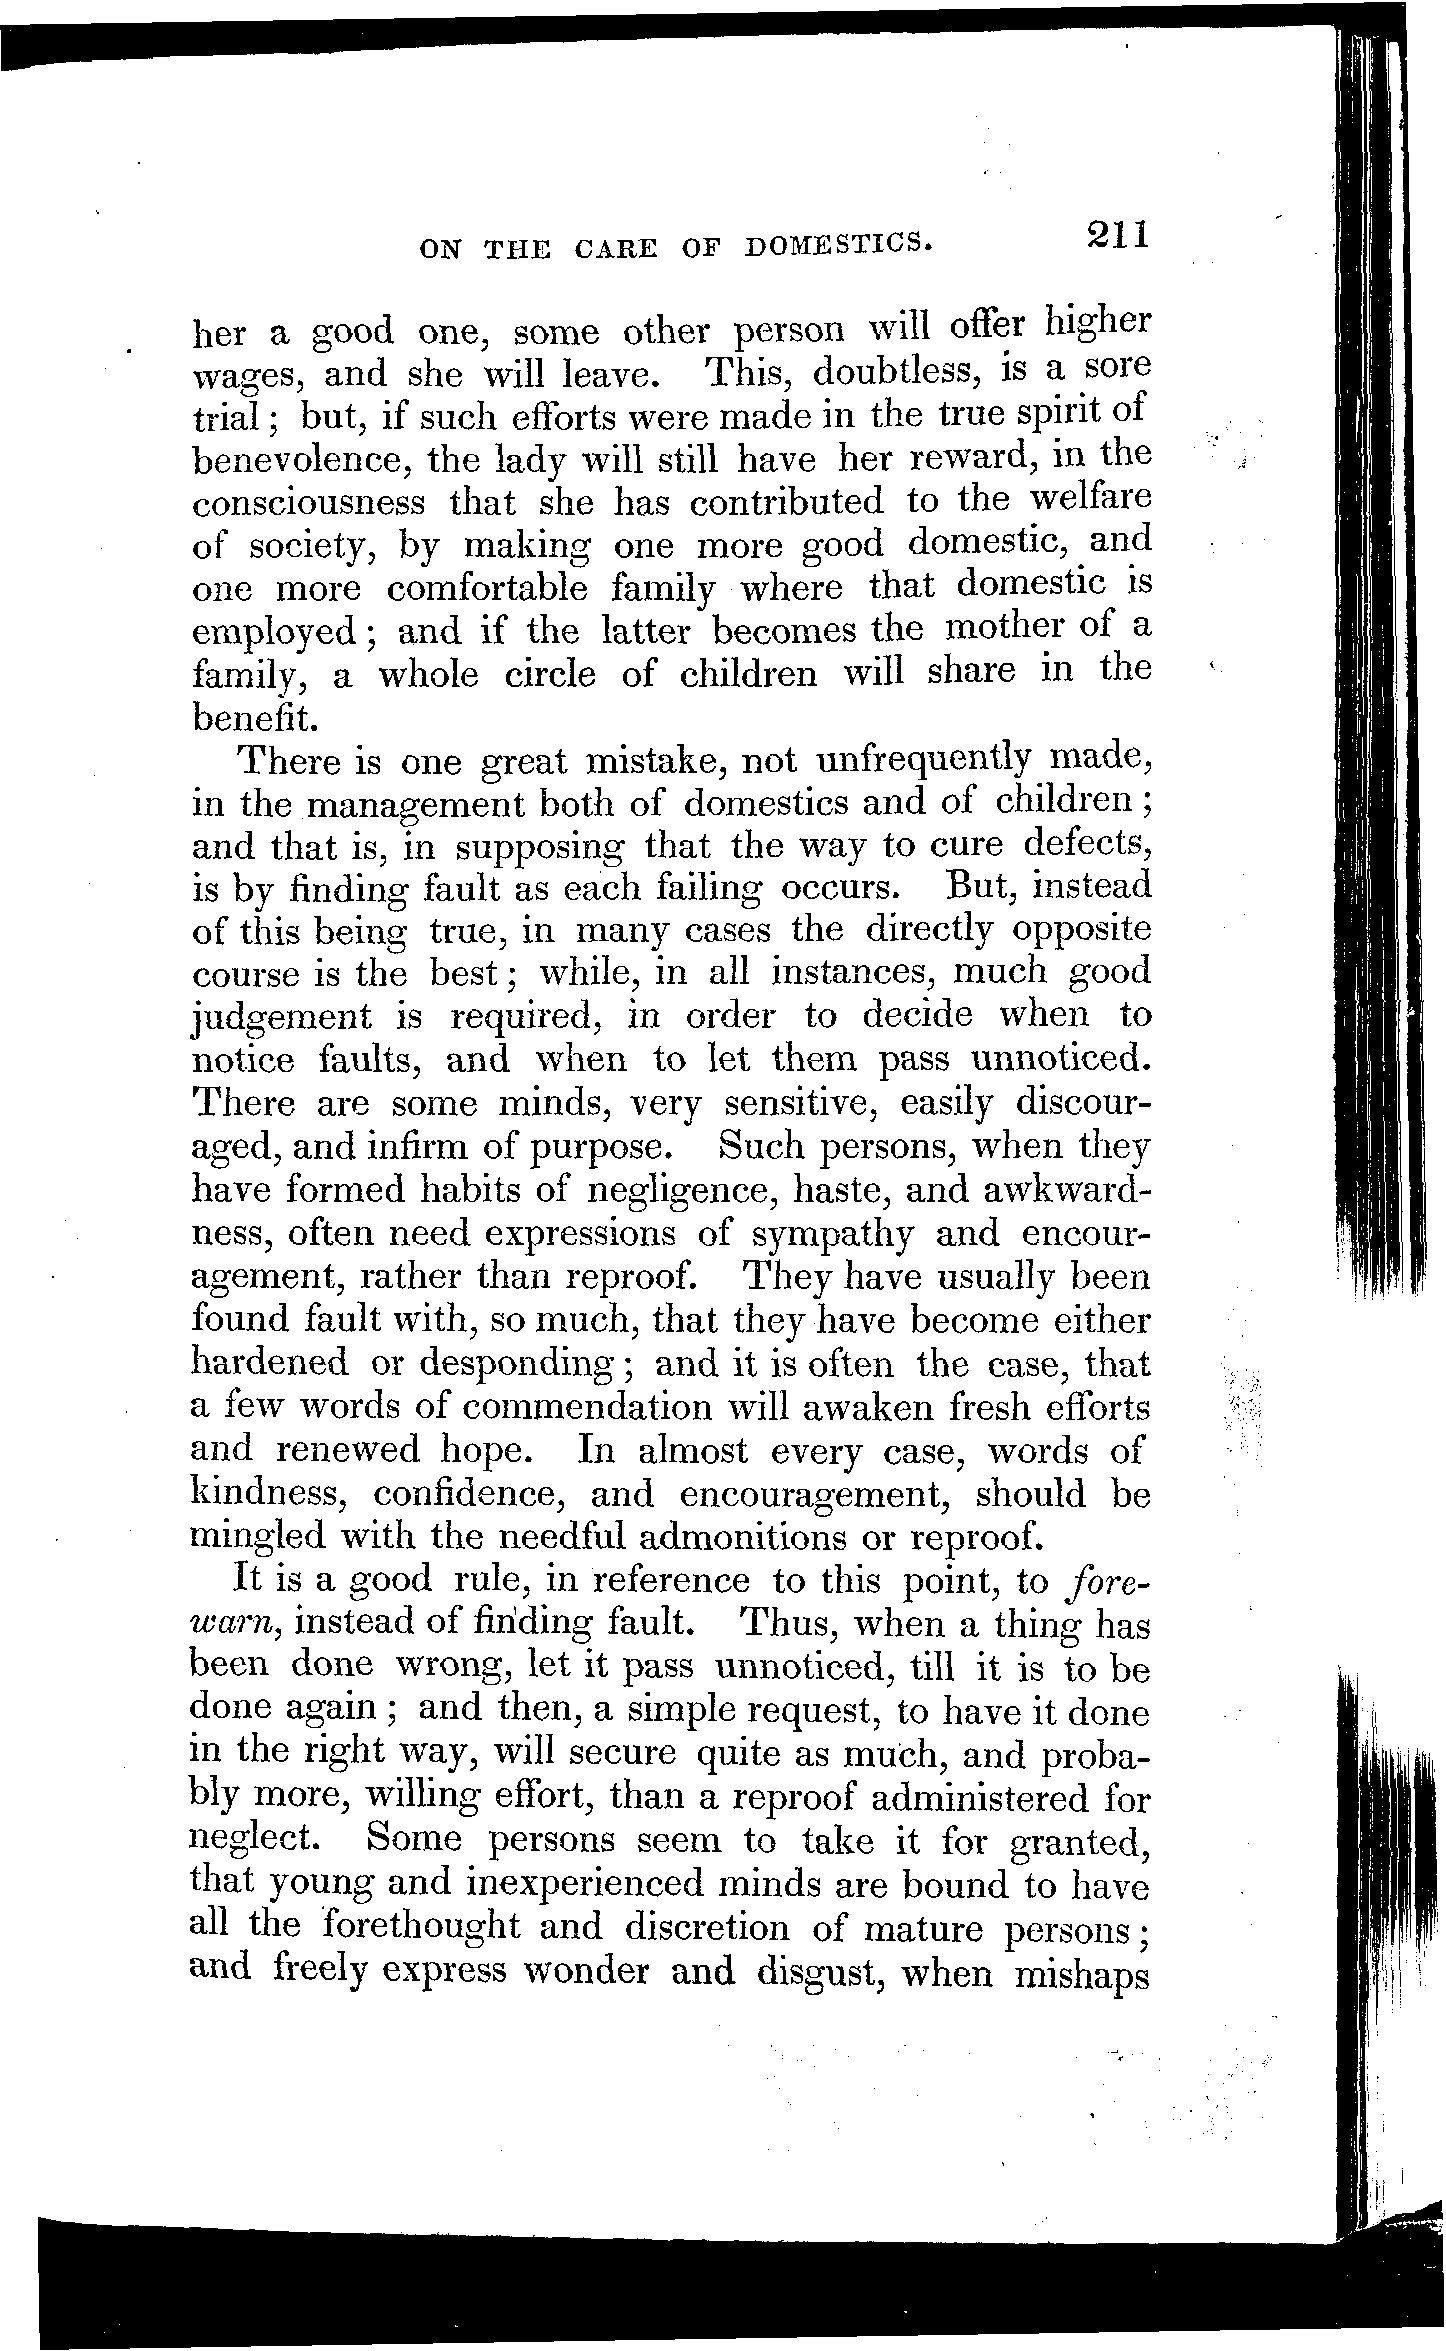 ON THE CARE OF DOMESTICS. 211
her a good one, some other person will offer higher
wages, and she will leave. This, doubtless, is a sore
trial; but, if such efforts were made in the true spirit of
benevolence, the lady will still have her reward, in the
consciousness that she has contributed to the welfare
of society, by making one more good domestic, and
one more comfortable family where that domestic is
employed; and if the latter becomes the mother of a
family, a whole circle of children will share in the
benefit.
There is one great mistake, not unfrequently made,
in the management both of domestics and of children;
and that is, in supposing that the way to cure defects,
is by finding fault as each failing occurs. But, instead
of this being true, in many cases the directly opposite
course is the best; while, in all instances, much good
judgement is required, in order to decide when to
notice faults, and when to let them pass unnoticed.
There are some minds, very sensitive, easily discour-
aged, and infirm of purpose. Such persons, when they
have formed habits of negligence, haste, and awkward-
ness, often need expressions of sympathy and encour-
agement, rather than reproof. They have usually been
found fault with, so much, that they have become either
hardened or desponding; and it is often the case, that
a few words of commendation will awaken fresh efforts
and renewed hope. In almost every case, words of
kindness, confidence, and encouragement, should be
mingled with the needful admonitions or reproof.
It is a good rule, in reference to this point, to fore-
warn, instead of finding fault. Thus, when a thing has
been done wrong, let it pass unnoticed, till it is to be
done again; and then, a simple request, to have it done
in the right way, will secure quite as much, and proba-
bly more, willing effort, than a reproof administered for
neglect. Some persons seem to take it for granted,
that young and inexperienced minds are bound to have
all the forethought and discretion of mature persons;
and freely express wonder and disgust, when mishaps